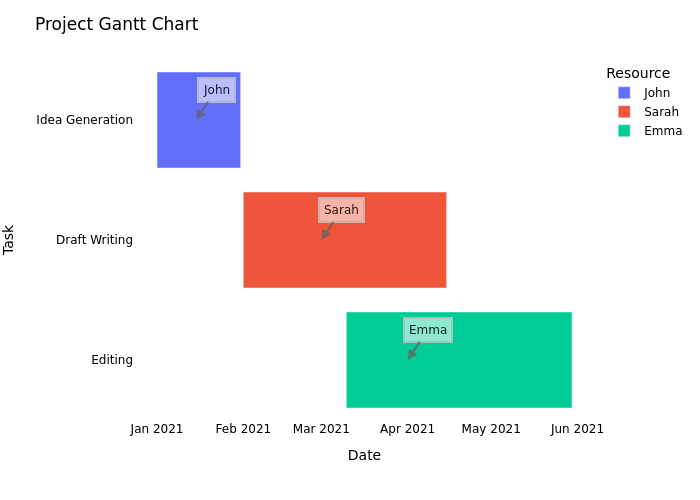 Project Gantt Chart
Resource
John
Sarah
Emma
Task
Idea Generation
Draft Writing
Editing
John
Sarah
Emma
Jan 2021
Feb 2021
Mar 2021
Apr 2021
May 2021
Jun 2021
Date